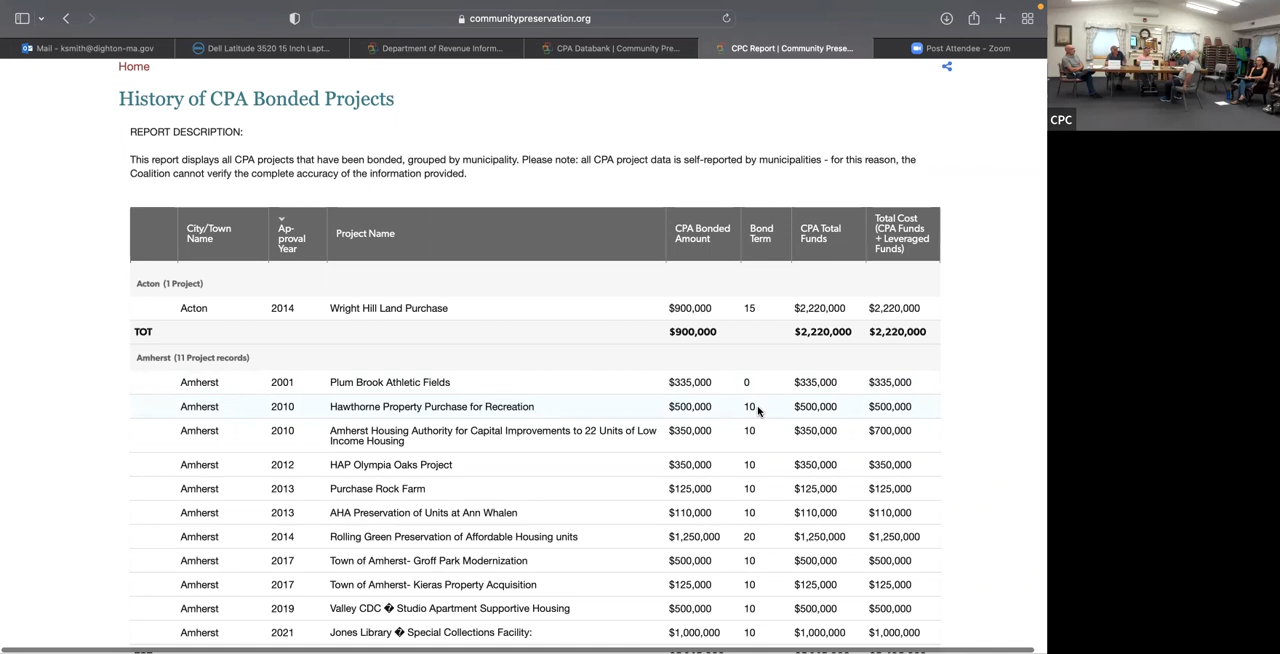 communitypreservation.org
Mail - ksmith@dighton-ma.gov
Dell Latitude 3520 15 Inch Lapt...
Department of Revenue Inform...
CPA Databank | Community Pre...
CPC Report | Community Prese...
Post Attendee - Zoom
Home
History of CPA Bonded Projects
REPORT DESCRIPTION:
This report displays all CPA projects that have been bonded, grouped by municipality. Please note: all CPA project data is self-reported by municipalities - for this reason, the
Coalition cannot verify the complete accuracy of the information provided.
City/Town Name
Ap-proval Year
Project Name
CPA Bonded Amount
Bond Term
CPA Total Funds
Total Cost (CPA Funds + Leveraged Funds)
Acton (1 Project)
Acton 2014 Wright Hill Land Purchase $900,000 15 $2,220,000 $2,220,000
TOT $900,000 $2,220,000 $2,220,000
Amherst (11 Project records)
Amherst 2001 Plum Brook Athletic Fields $335,000 0 $335,000 $335,000
Amherst 2010 Hawthorne Property Purchase for Recreation $500,000 10 $500,000 $500,000
Amherst 2010 Amherst Housing Authority for Capital Improvements to 22 Units of Low $350,000 10 $350,000 $700,000
Income Housing
Amherst 2012 HAP Olympia Oaks Project $350,000 10 $350,000 $350,000
Amherst 2013 Purchase Rock Farm $125,000 10 $125,000 $125,000
Amherst 2013 AHA Preservation of Units at Ann Whalen $110,000 10 $110,000 $110,000
Amherst 2014 Rolling Green Preservation of Affordable Housing units $1,250,000 20 $1,250,000 $1,250,000
Amherst 2017 Town of Amherst- Groff Park Modernization $500,000 10 $500,000 $500,000
Amherst 2017 Town of Amherst- Kieras Property Acquisition $125,000 10 $125,000 $125,000
Amherst 2019 Valley CDC � Studio Apartment Supportive Housing $500,000 10 $500,000 $500,000
Amherst 2021 Jones Library � Special Collections Facility: $1,000,000 10 $1,000,000 $1,000,000
CPC